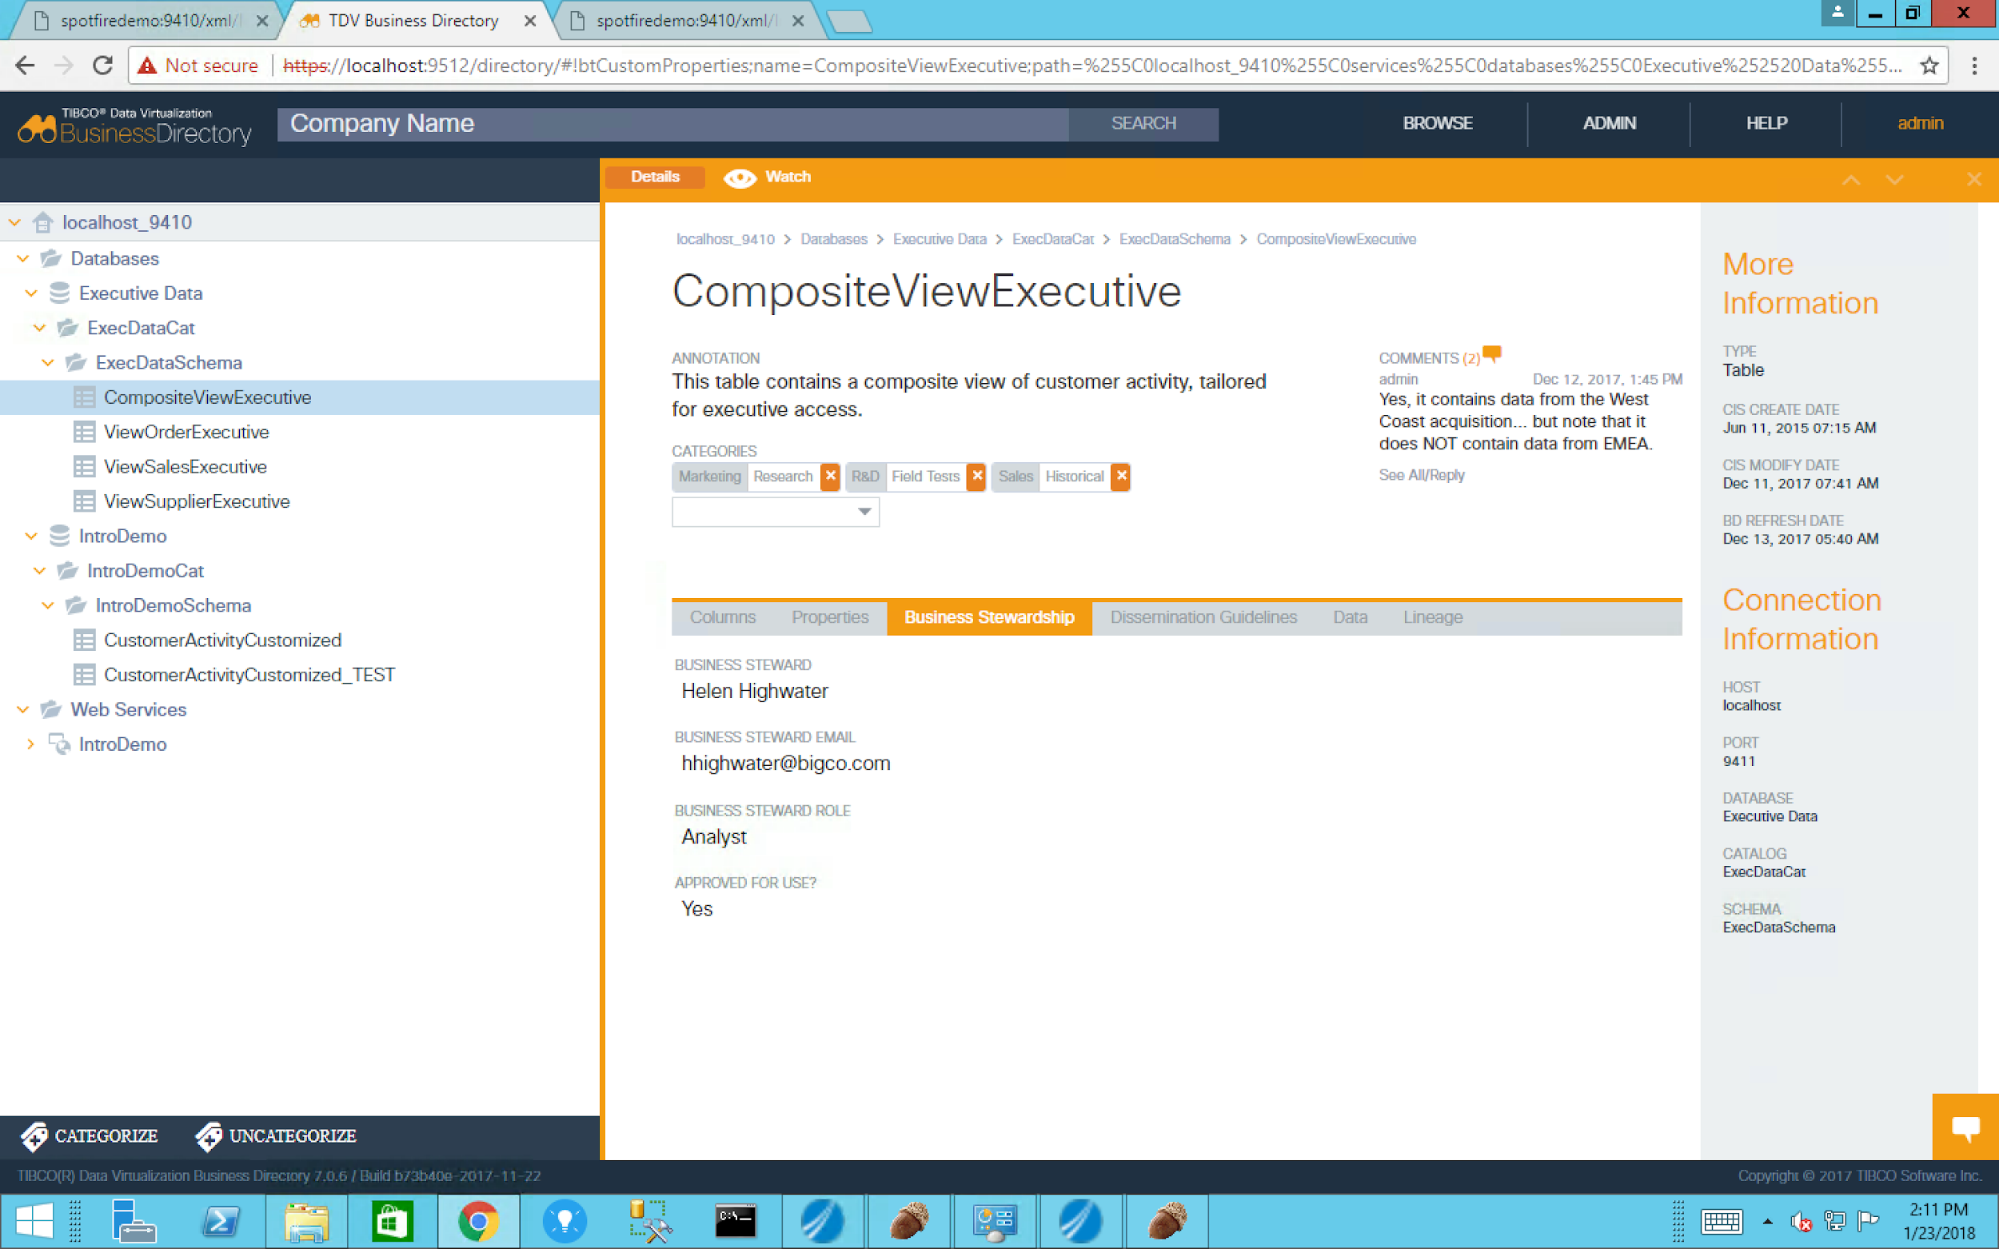 spotfiredemo:9410/xml/
TDV Business Directory
spotfiredemo:9410/xml/
Not secure
https://localhost:9512/directory/#!btCustomProperties;name=CompositeViewExecutive;path=%255C0localhost_9410%255C0services%255C0databases%255C0Executive%252520Data%255...
TIBCO® Data Virtualization
BusinessDirectory
Company Name
SEARCH
BROWSE
ADMIN
HELP
admin
Details
Watch
localhost_9410
Databases
Executive Data
ExecDataCat
ExecDataSchema
CompositeViewExecutive
ViewOrderExecutive
ViewSalesExecutive
ViewSupplierExecutive
IntroDemo
IntroDemoCat
IntroDemoSchema
CustomerActivityCustomized
CustomerActivityCustomized_TEST
Web Services
IntroDemo
localhost_9410 > Databases > Executive Data > ExecDataCat > ExecDataSchema > CompositeViewExecutive
CompositeViewExecutive
ANNOTATION
This table contains a composite view of customer activity, tailored
for executive access.
CATEGORIES
Marketing Research
R&D Field Tests
Sales Historical
COMMENTS (2)
admin Dec 12, 2017, 1:45 PM
Yes, it contains data from the West
Coast acquisition... but note that it
does NOT contain data from EMEA.
See All/Reply
Columns
Properties
Business Stewardship
Dissemination Guidelines
Data
Lineage
BUSINESS STEWARD
Helen Highwater
BUSINESS STEWARD EMAIL
hhighwater@bigco.com
BUSINESS STEWARD ROLE
Analyst
APPROVED FOR USE?
Yes
More
Information
TYPE
Table
CIS CREATE DATE
Jun 11, 2015 07:15 AM
CIS MODIFY DATE
Dec 11, 2017 07:41 AM
BD REFRESH DATE
Dec 13, 2017 05:40 AM
Connection
Information
HOST
localhost
PORT
9411
DATABASE
Executive Data
CATALOG
ExecDataCat
SCHEMA
ExecDataSchema
CATEGORIZE
UNCATEGORIZE
TIBCO(R) Data Virtualization Business Directory 7.0.6 / Build b73b40e-2017-11-22
Copyright © 2017 TIBCO Software Inc.
2:11 PM
1/23/2018